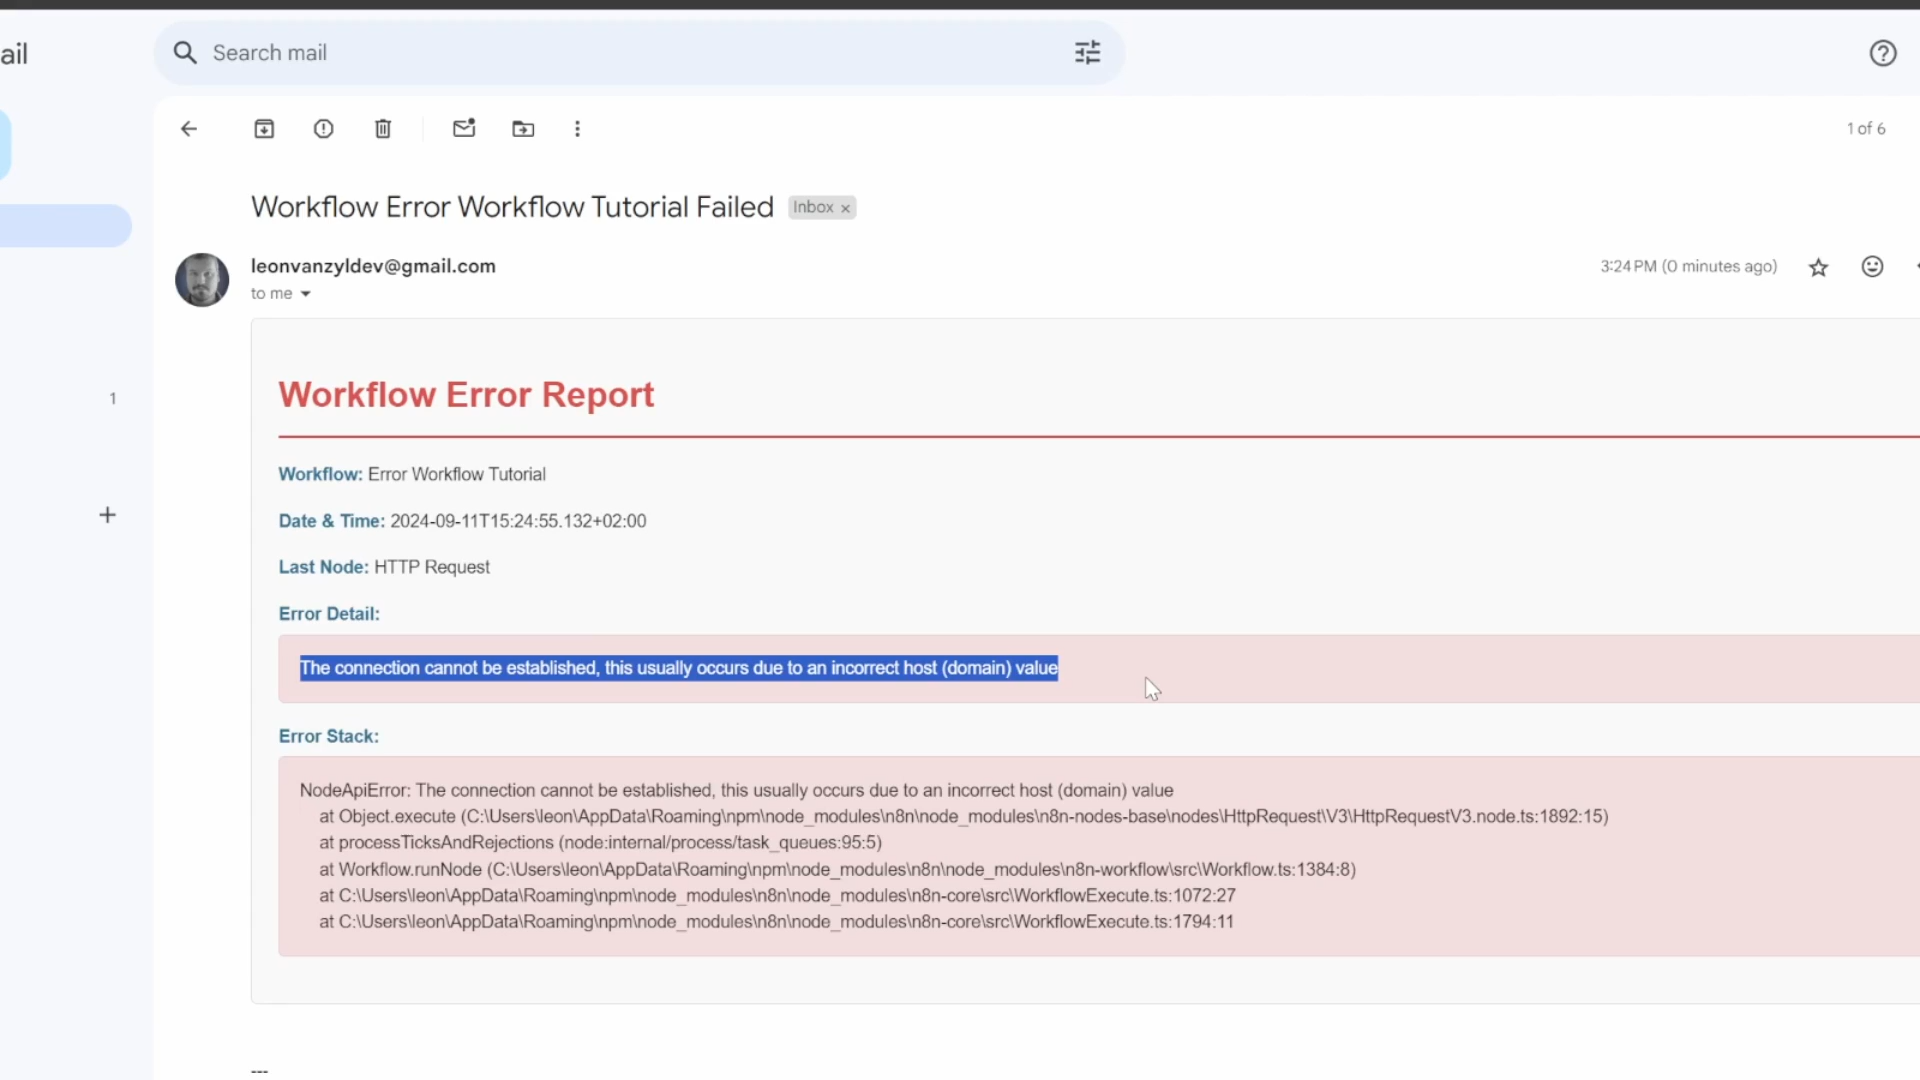 ail
Search mail
1 of 6
Workflow Error Workflow Tutorial Failed
Inbox ×
leonvanzyldev@gmail.com
3:24 PM (0 minutes ago)
to me
Workflow Error Report
1
Workflow: Error Workflow Tutorial
Date & Time: 2024-09-11T15:24:55.132+02:00
Last Node: HTTP Request
Error Detail:
The connection cannot be established, this usually occurs due to an incorrect host (domain) value
Error Stack:
NodeApiError: The connection cannot be established, this usually occurs due to an incorrect host (domain) value
at Object.execute (C:\Users\leon\AppData\Roaming\npm\node_modules\n8n\node_modules\n8n-nodes-base\nodes\HttpRequest\V3\HttpRequestV3.node.ts:1892:15)
at processTicksAndRejections (node:internal/process/task_queues:95:5)
at Workflow.runNode (C:\Users\leon\AppData\Roaming\npm\node_modules\n8n\node_modules\n8n-workflow\src\Workflow.ts:1384:8)
at C:\Users\leon\AppData\Roaming\npm\node_modules\n8n\node_modules\n8n-core\src\WorkflowExecute.ts:1072:27
at C:\Users\leon\AppData\Roaming\npm\node_modules\n8n\node_modules\n8n-core\src\WorkflowExecute.ts:1794:11
---